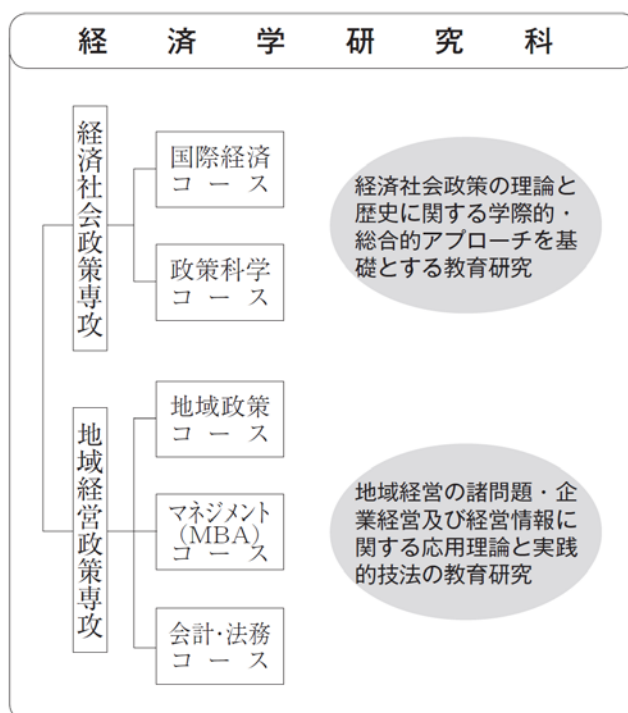 経済学研究科
経済社会政策専攻
国際経済
コース
政策科学
コース
経済社会政策の理論と
歴史に関する学際的・
総合的アプローチを基
礎とする教育研究
地域経営政策専攻
地域政策
コース
マネジメント
(MBA)
コース
会計・法務
コース
地域経営の諸問題・企
業経営及び経営情報に
関する応用理論と実践
的技法の教育研究